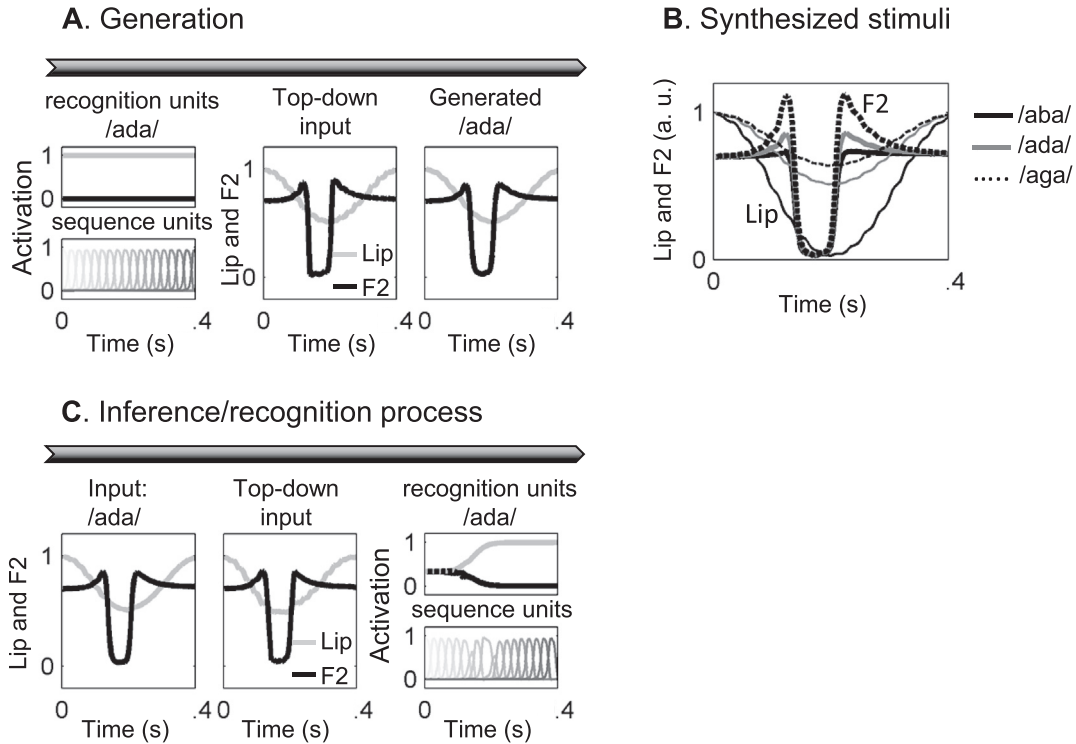 A. Generation
recognition units
/ada/
Activation
1
0
sequence units
1
0
0
.4
Time (s)
Top-down
input
Lip and F2
1
0
Lip
F2
0
.4
Time (s)
Generated
/ada/
0
.4
Time (s)
B. Synthesized stimuli
Lip and F2 (a. u.)
1
0
F2
Lip
0
.4
Time (s)
/aba/
/ada/
/aga/
C. Inference/recognition process
Input:
/ada/
Lip and F2
1
0
0
.4
Time (s)
Top-down
input
Lip
F2
0
.4
Time (s)
recognition units
/ada/
Activation
1
0
sequence units
1
0
0
.4
Time (s)